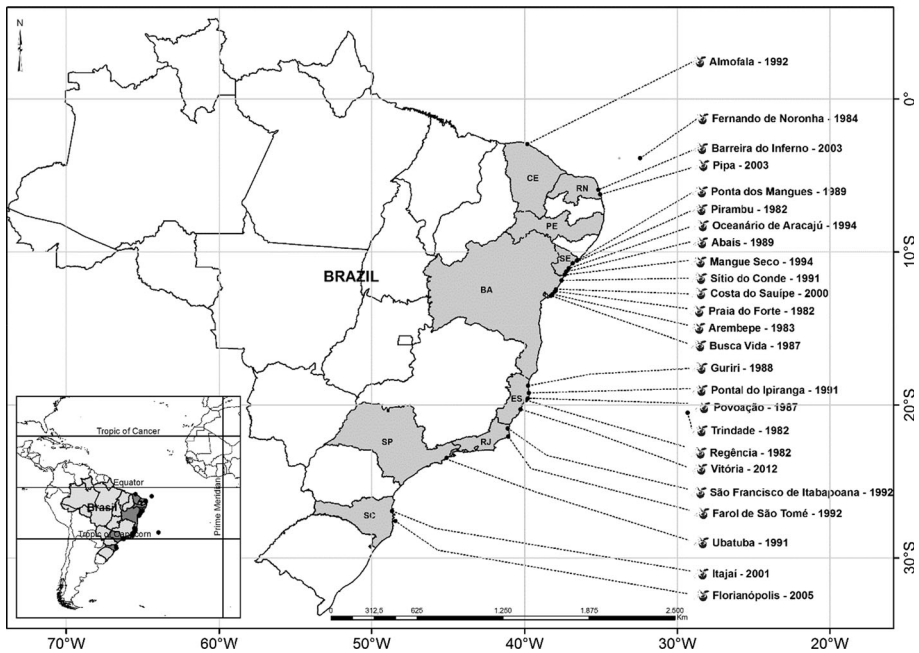 N
Almofala - 1992
0°
Fernando de Noronha - 1984
Barreira do Inferno - 2003
Pipa - 2003
CE
RN
PE
Ponta dos Mangues - 1989
Pirambu - 1982
Oceanário de Aracajú - 1994
Abaís - 1989
10°S
SE
Mangue Seco - 1994
BRAZIL
Sítio do Conde - 1991
BA
Costa do Sauípe - 2000
Praia do Forte - 1982
Arembepe - 1983
Busca Vida - 1987
Guriri - 1988
Pontal do Ipiranga - 1991
ES
20°S
Povoação - 1987
Trindade - 1982
SP
RJ
Regência - 1982
Vitória - 2012
São Francisco de Itabapoana - 1992
Farol de São Tomé - 1992
SC
Ubatuba - 1991
30°S
Itajaí - 2001
Florianópolis - 2005
Tropic of Cancer
Equator
Brasil
Prime Meridian
Tropic of Capricorn
0 312,5 625 1.250 1.875 2.500
Km
70°W 60°W 50°W 40°W 30°W 20°W